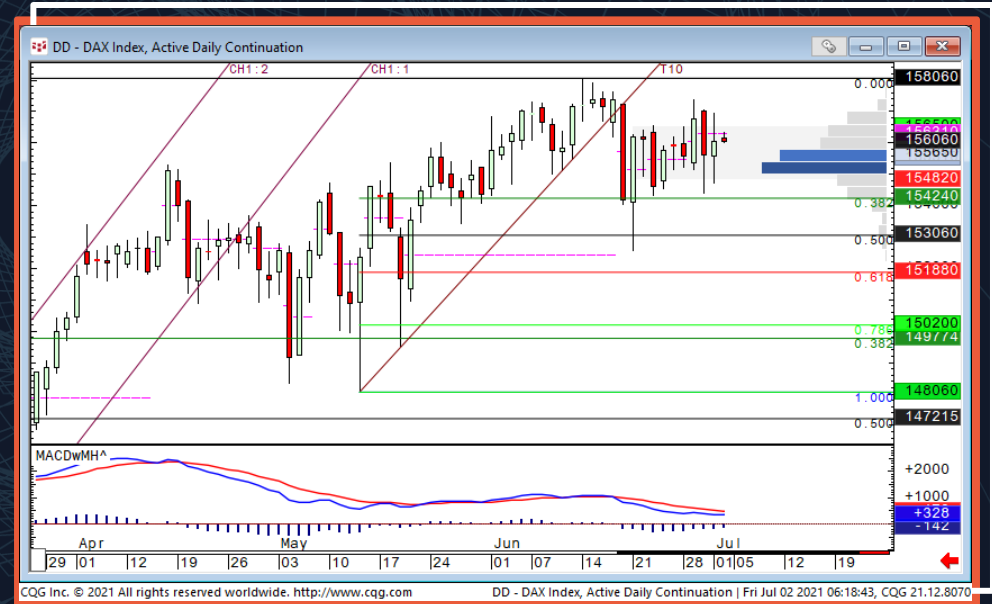 DD - DAX Index, Active Daily Continuation
CH1:2
CH1:1
T10
158060
0.000
156310
156060
155650
154820
154240
0.382
153060
0.500
151880
0.618
150200
0.786
149774
0.382
148060
1.000
147215
0.500
MACDwMH^
+2000
+1000
+328
-142
Apr
May
Jun
Jul
29 01 12 19 26 03 10 17 24 01 07 14 21 28 01 05 12 19
CQG Inc. © 2021 All rights reserved worldwide. http://www.cqg.com
DD - DAX Index, Active Daily Continuation | Fri Jul 02 2021 06:18:43, CQG 21.12.8070